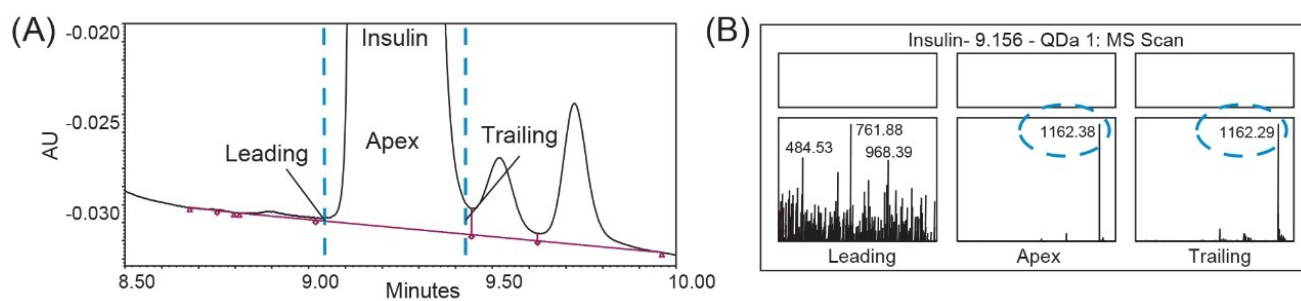 (A)
-0.020
-0.025
-0.030
AU
Insulin
Apex
Leading
Trailing
8.50 9.00 9.50 10.00
Minutes
(B)
Insulin- 9.156 - QDa 1: MS Scan
484.53 761.88 968.39
1162.38
1162.29
Leading Apex Trailing